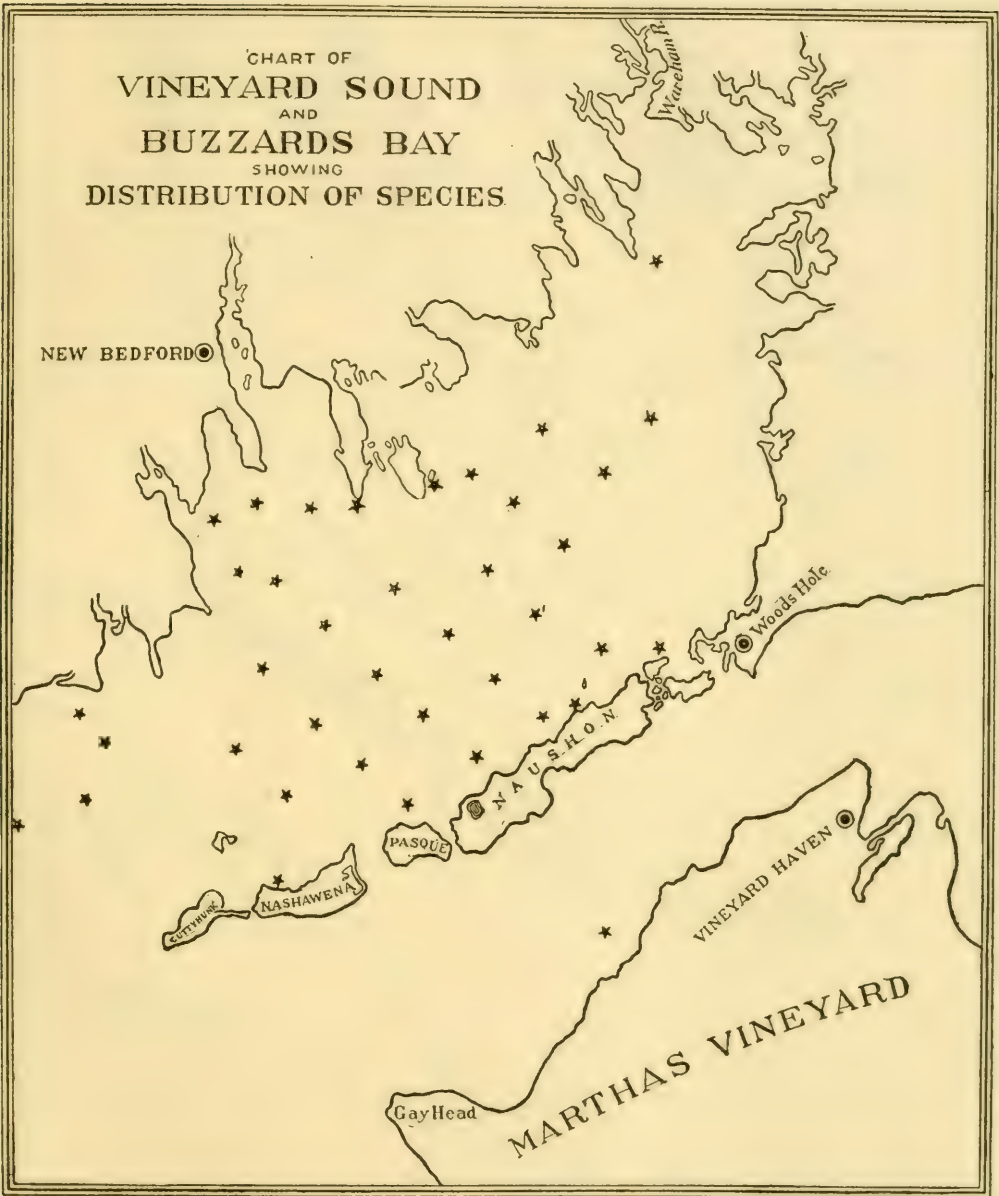 CHART OF
VINEYARD SOUND
AND
BUZZARDS BAY
SHOWING
DISTRIBUTION OF SPECIES.
Wareham R.
NEW BEDFORD
Woods Hole.
NAUSHON
PASQUE
NASHAWENA
CUTTYHUNK
VINEYARD HAVEN
MARTHAS VINEYARD
Gay Head